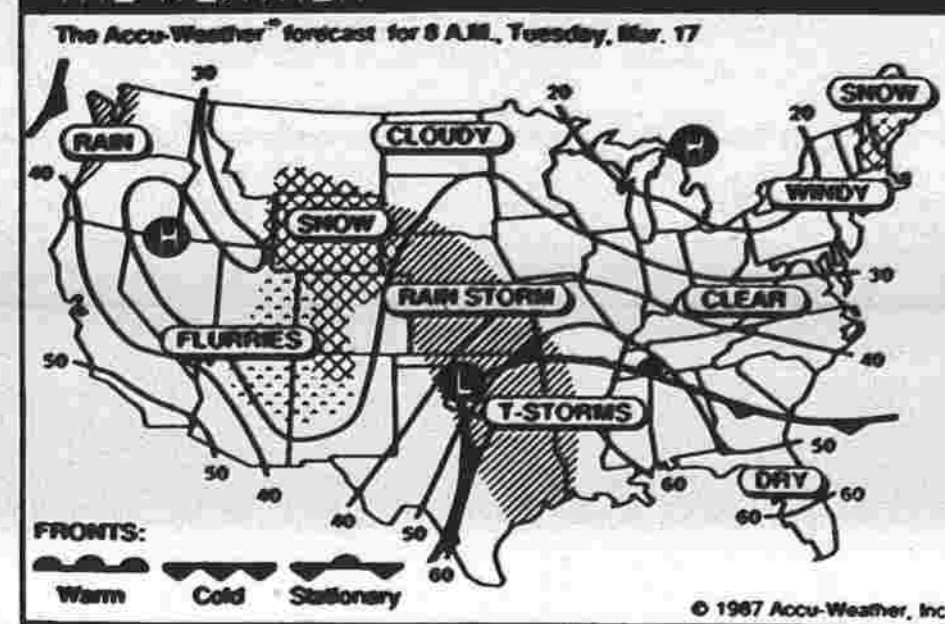 The Accu-Weather® forecast for 8 A.M., Tuesday, Mar. 17
30
20
SNOW
20
RAIN
CLOUDY
H
40
WINDY
SNOW
H
30
RAIN STORM
CLEAR
FLURRIES
40
50
L
T-STORMS
50
50
40
60
DRY
60
60
40
50
60
FRONTS:
Warm
Cold
Stationary
© 1987 Accu-Weather, Inc